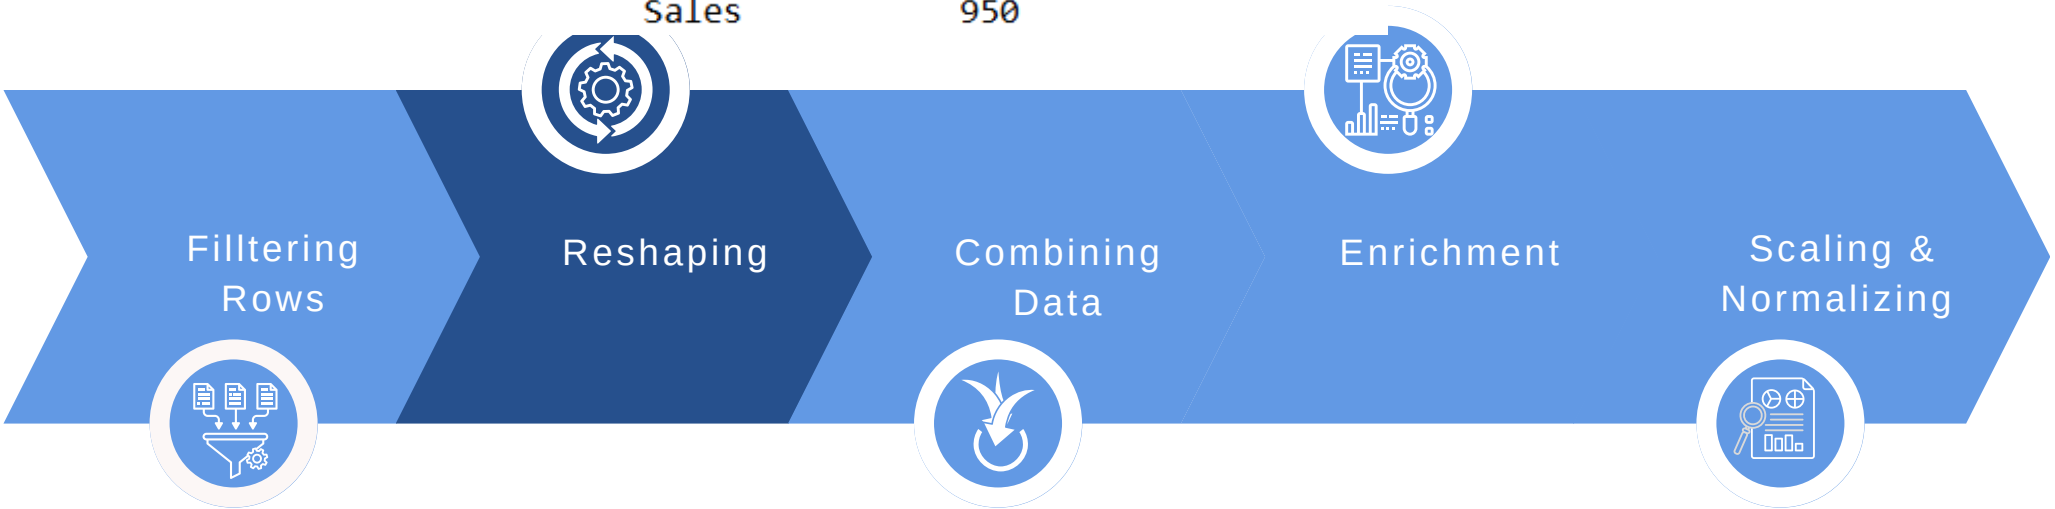 Sales 950
Filltering
Rows
Reshaping
Combining
Data
Enrichment
Scaling &
Normalizing